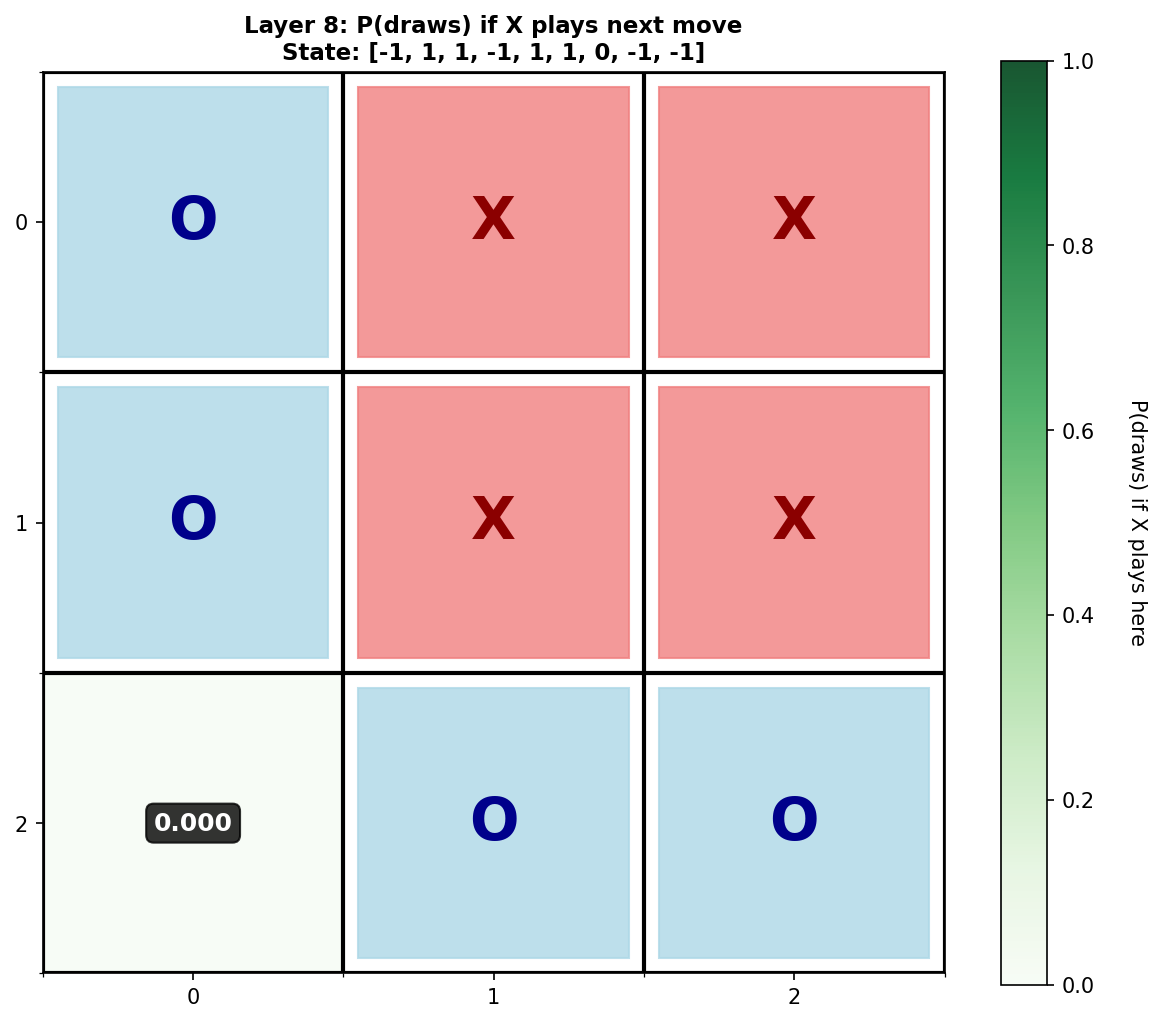 Layer 8: P(draws) if X plays next move
State: [-1, 1, 1, -1, 1, 1, 0, -1, -1]
O X X
O X X
0.000 O O
0
1
2
0 1 2
1.0
0.8
0.6
0.4
0.2
0.0
P(draws) if X plays here